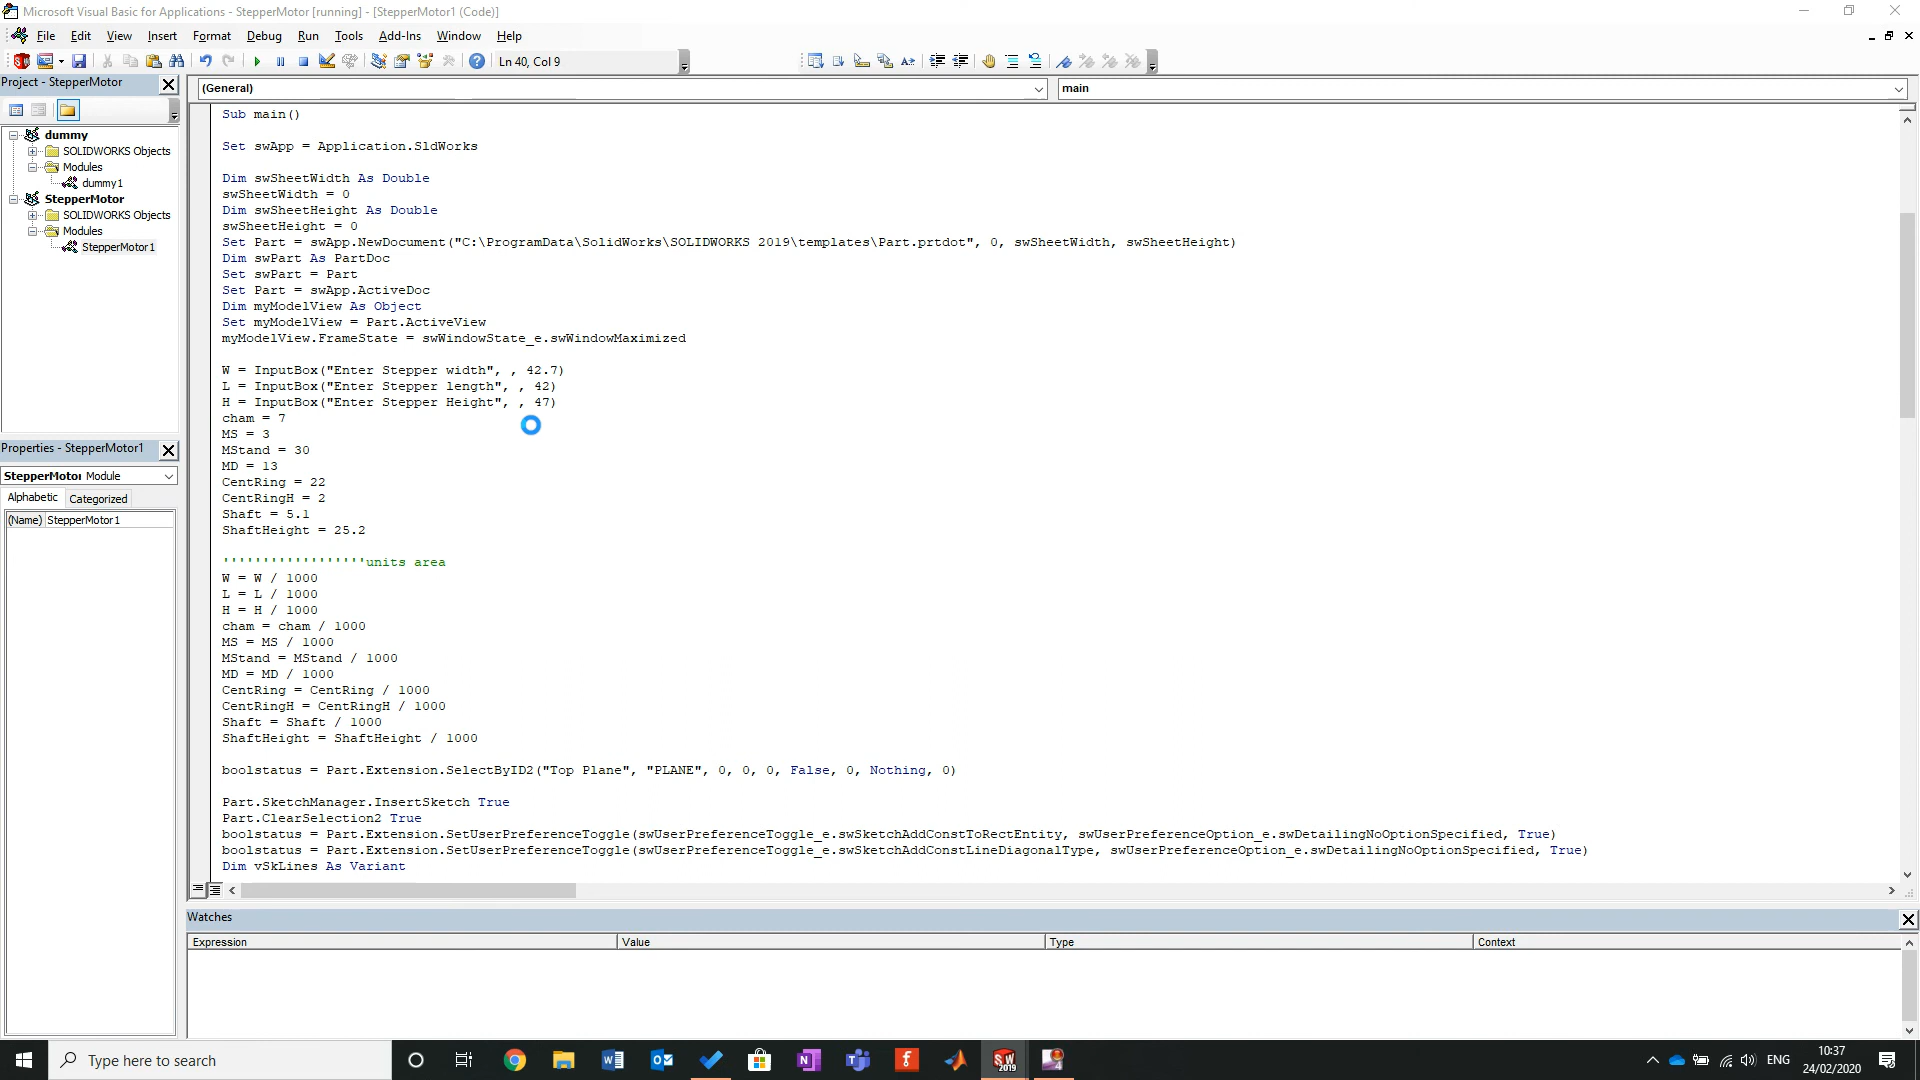 Microsoft Visual Basic for Applications - StepperMotor [running] - [StepperMotor1 (Code)]
File Edit View Insert Format Debug Run Tools Add-Ins Window Help
Ln 40, Col 9
Project - StepperMotor
(General)
main
dummy
SOLIDWORKS Objects
Modules
dummy1
StepperMotor
SOLIDWORKS Objects
Modules
StepperMotor1
Properties - StepperMotor1
StepperMotor Module
Alphabetic Categorized
(Name) StepperMotor1
Sub main()
Set swApp = Application.SldWorks
Dim swSheetWidth As Double
swSheetWidth = 0
Dim swSheetHeight As Double
swSheetHeight = 0
Set Part = swApp.NewDocument("C:\ProgramData\SolidWorks\SOLIDWORKS 2019\templates\Part.prtdot", 0, swSheetWidth, swSheetHeight)
Dim swPart As PartDoc
Set swPart = Part
Set Part = swApp.ActiveDoc
Dim myModelView As Object
Set myModelView = Part.ActiveView
myModelView.FrameState = swWindowState_e.swWindowMaximized
W = InputBox("Enter Stepper width", , 42.7)
L = InputBox("Enter Stepper length", , 42)
H = InputBox("Enter Stepper Height", , 47)
cham = 7
MS = 3
MStand = 30
MD = 13
CentRing = 22
CentRingH = 2
Shaft = 5.1
ShaftHeight = 25.2
''''''''''''''''''units area
W = W / 1000
L = L / 1000
H = H / 1000
cham = cham / 1000
MS = MS / 1000
MStand = MStand / 1000
MD = MD / 1000
CentRing = CentRing / 1000
CentRingH = CentRingH / 1000
Shaft = Shaft / 1000
ShaftHeight = ShaftHeight / 1000
boolstatus = Part.Extension.SelectByID2("Top Plane", "PLANE", 0, 0, 0, False, 0, Nothing, 0)
Part.SketchManager.InsertSketch True
Part.ClearSelection2 True
boolstatus = Part.Extension.SetUserPreferenceToggle(swUserPreferenceToggle_e.swSketchAddConstToRectEntity, swUserPreferenceOption_e.swDetailingNoOptionSpecified, True)
boolstatus = Part.Extension.SetUserPreferenceToggle(swUserPreferenceToggle_e.swSketchAddConstLineDiagonalType, swUserPreferenceOption_e.swDetailingNoOptionSpecified, True)
Dim vSkLines As Variant
Watches
Expression Value Type Context
Type here to search
SW 2019
ENG
10:37
24/02/2020